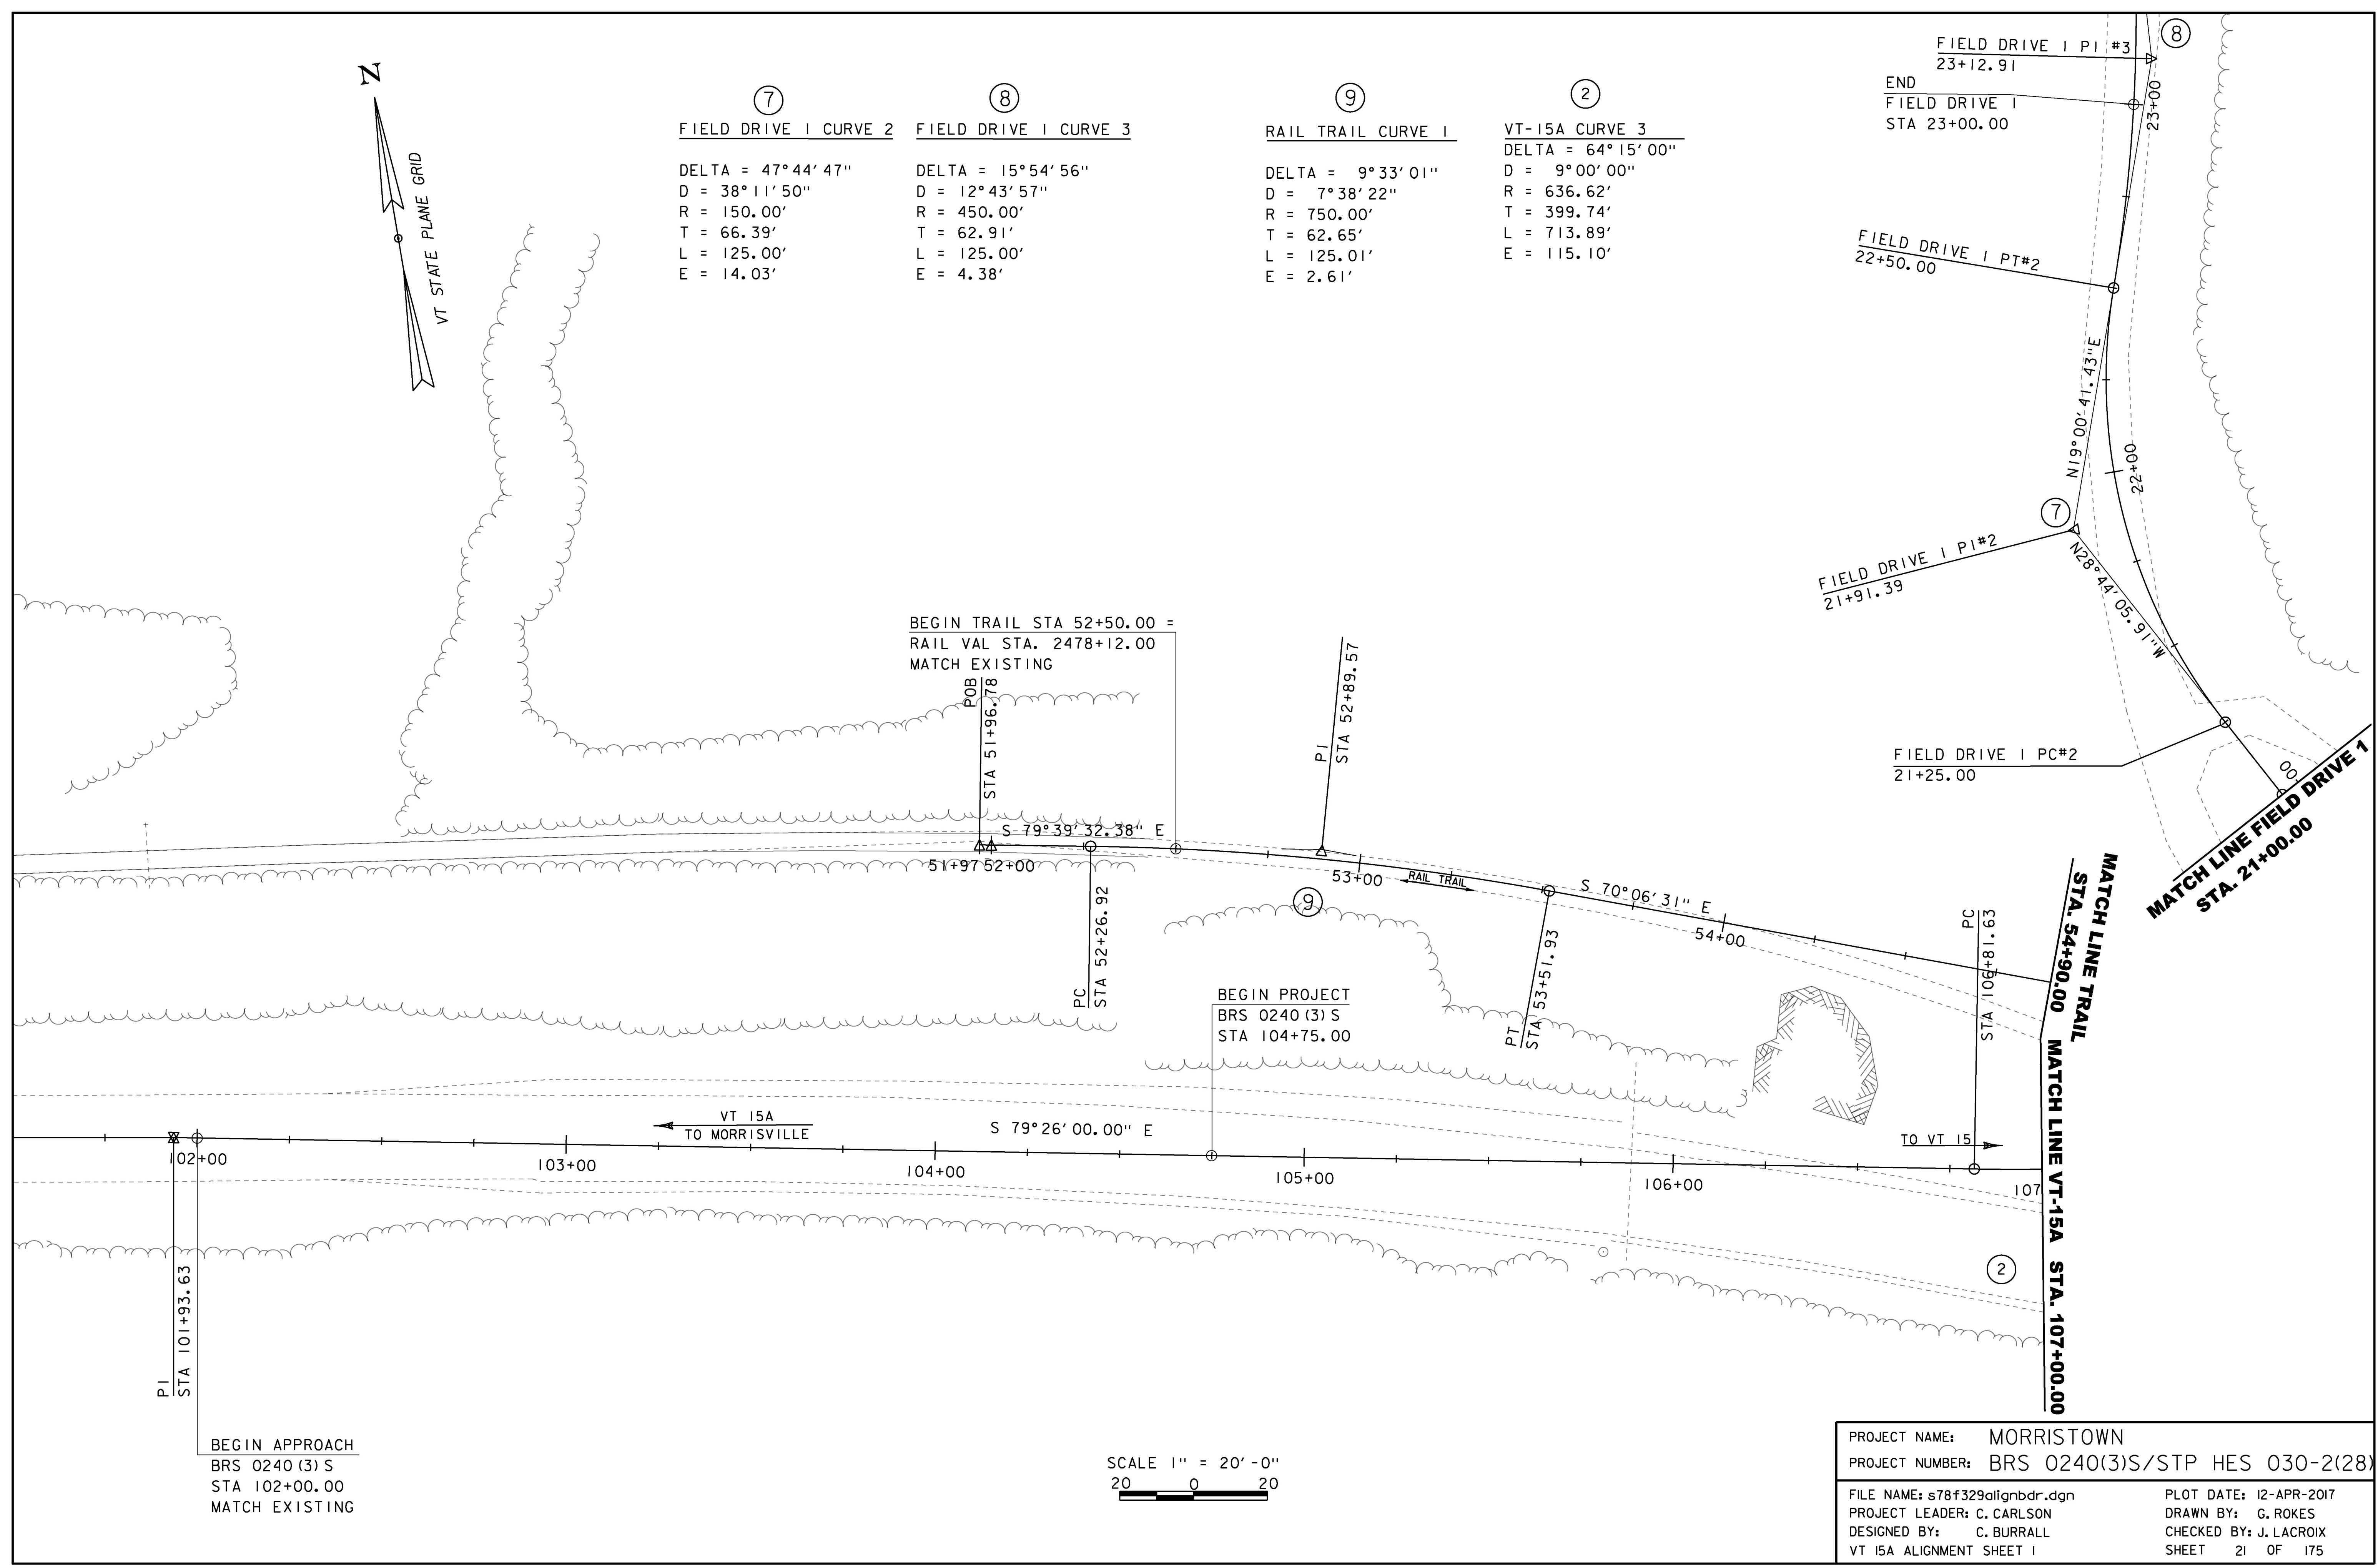 N
VT STATE PLANE GRID
7
FIELD DRIVE 1 CURVE 2
DELTA = 47°44'47"
D = 38°11'50"
R = 150.00'
T = 66.39'
L = 125.00'
E = 14.03'
8
FIELD DRIVE 1 CURVE 3
DELTA = 15°54'56"
D = 12°43'57"
R = 450.00'
T = 62.91'
L = 125.00'
E = 4.38'
9
RAIL TRAIL CURVE 1
DELTA = 9°33'01"
D = 7°38'22"
R = 750.00'
T = 62.65'
L = 125.01'
E = 2.61'
2
VT-15A CURVE 3
DELTA = 64°15'00"
D = 9°00'00"
R = 636.62'
T = 399.74'
L = 713.89'
E = 115.10'
8
FIELD DRIVE 1 PI #3
23+12.91
END
FIELD DRIVE 1
STA 23+00.00
23+00
FIELD DRIVE 1 PT#2
22+50.00
N19°00'41.43"E
22+00
7
FIELD DRIVE 1 PI#2
21+91.39
N28°44'05.91"W
FIELD DRIVE 1 PC#2
21+25.00
00
MATCH LINE FIELD DRIVE 1
STA. 21+00.00
BEGIN TRAIL STA 52+50.00 =
RAIL VAL STA. 2478+12.00
MATCH EXISTING
POB
STA 51+96.78
PI
STA 52+89.57
S 79°39'32.38" E
51+97
52+00
53+00
RAIL TRAIL
9
S 70°06'31" E
54+00
PC
STA 52+26.92
PT
STA 53+51.93
PC
STA 106+81.63
MATCH LINE TRAIL
STA. 54+90.00
BEGIN PROJECT
BRS 0240(3)S
STA 104+75.00
VT 15A
TO MORRISVILLE
S 79°26'00.00" E
TO VT 15
102+00
103+00
104+00
105+00
106+00
107
2
MATCH LINE VT-15A STA. 107+00.00
PI
STA 101+93.63
BEGIN APPROACH
BRS 0240(3)S
STA 102+00.00
MATCH EXISTING
SCALE 1" = 20'-0"
20 0 20
PROJECT NAME: MORRISTOWN
PROJECT NUMBER: BRS 0240(3)S/STP HES 030-2(28)
FILE NAME: s78f329alignbdr.dgn
PROJECT LEADER: C. CARLSON
DESIGNED BY: C. BURRALL
VT 15A ALIGNMENT SHEET 1
PLOT DATE: 12-APR-2017
DRAWN BY: G. ROKES
CHECKED BY: J. LACROIX
SHEET 21 OF 175